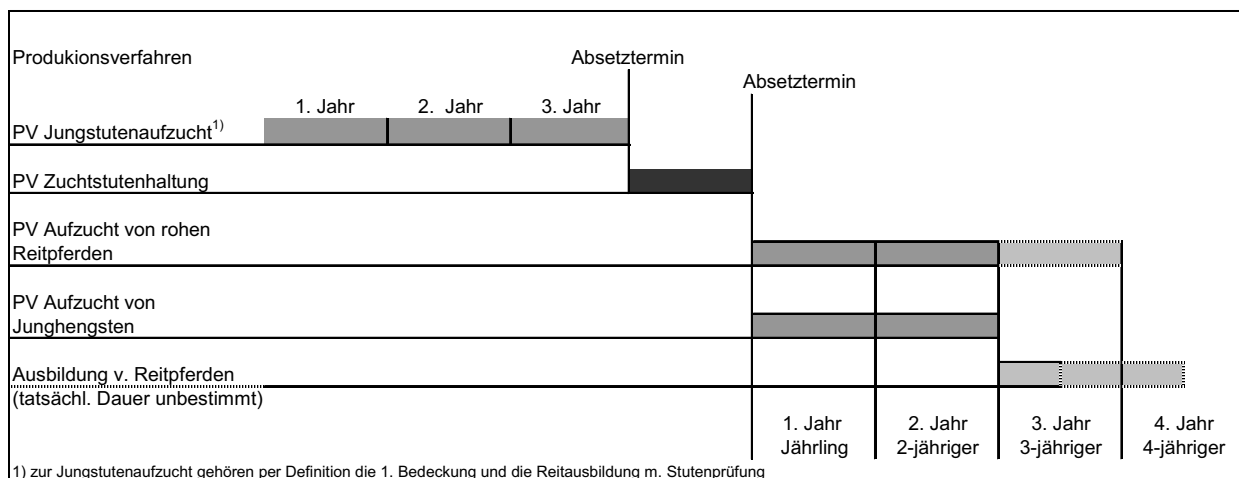 Produkionsverfahren
Absetztermin
Absetztermin
1. Jahr 2. Jahr 3. Jahr
PV Jungstutenaufzucht1)
PV Zuchtstutenhaltung
PV Aufzucht von rohen
Reitpferden
PV Aufzucht von
Junghengsten
Ausbildung v. Reitpferden
(tatsächl. Dauer unbestimmt)
1. Jahr 2. Jahr 3. Jahr 4. Jahr
Jährling 2-jähriger 3-jähriger 4-jähriger
1) zur Jungstutenaufzucht gehören per Definition die 1. Bedeckung und die Reitausbildung m. Stutenprüfung